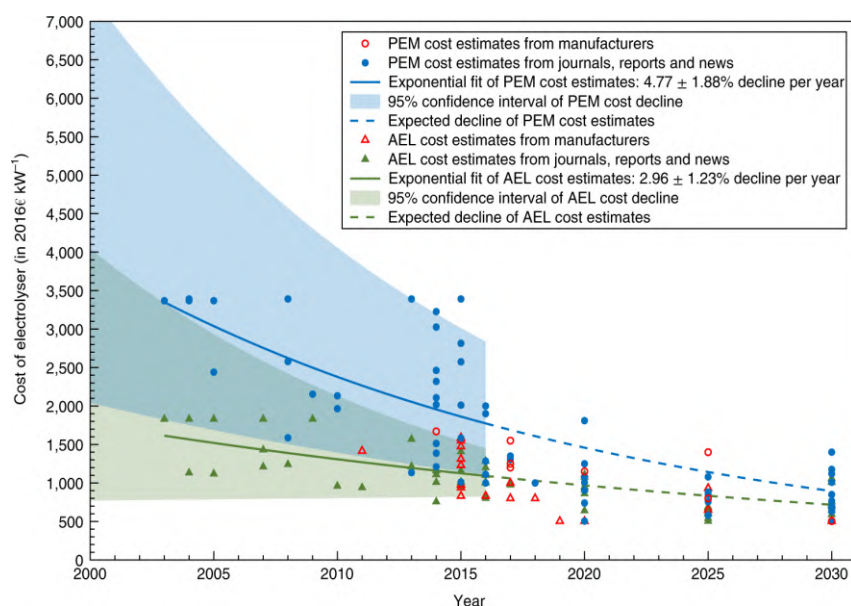 7,000
6,500
6,000
5,500
5,000
4,500
4,000
3,500
3,000
2,500
2,000
1,500
1,000
500
0
Cost of electrolyser (in 2016€ kW⁻¹)
PEM cost estimates from manufacturers
PEM cost estimates from journals, reports and news
Exponential fit of PEM cost estimates: 4.77 ± 1.88% decline per year
95% confidence interval of PEM cost decline
Expected decline of PEM cost estimates
AEL cost estimates from manufacturers
AEL cost estimates from journals, reports and news
Exponential fit of AEL cost estimates: 2.96 ± 1.23% decline per year
95% confidence interval of AEL cost decline
Expected decline of AEL cost estimates
2000 2005 2010 2015 2020 2025 2030
Year